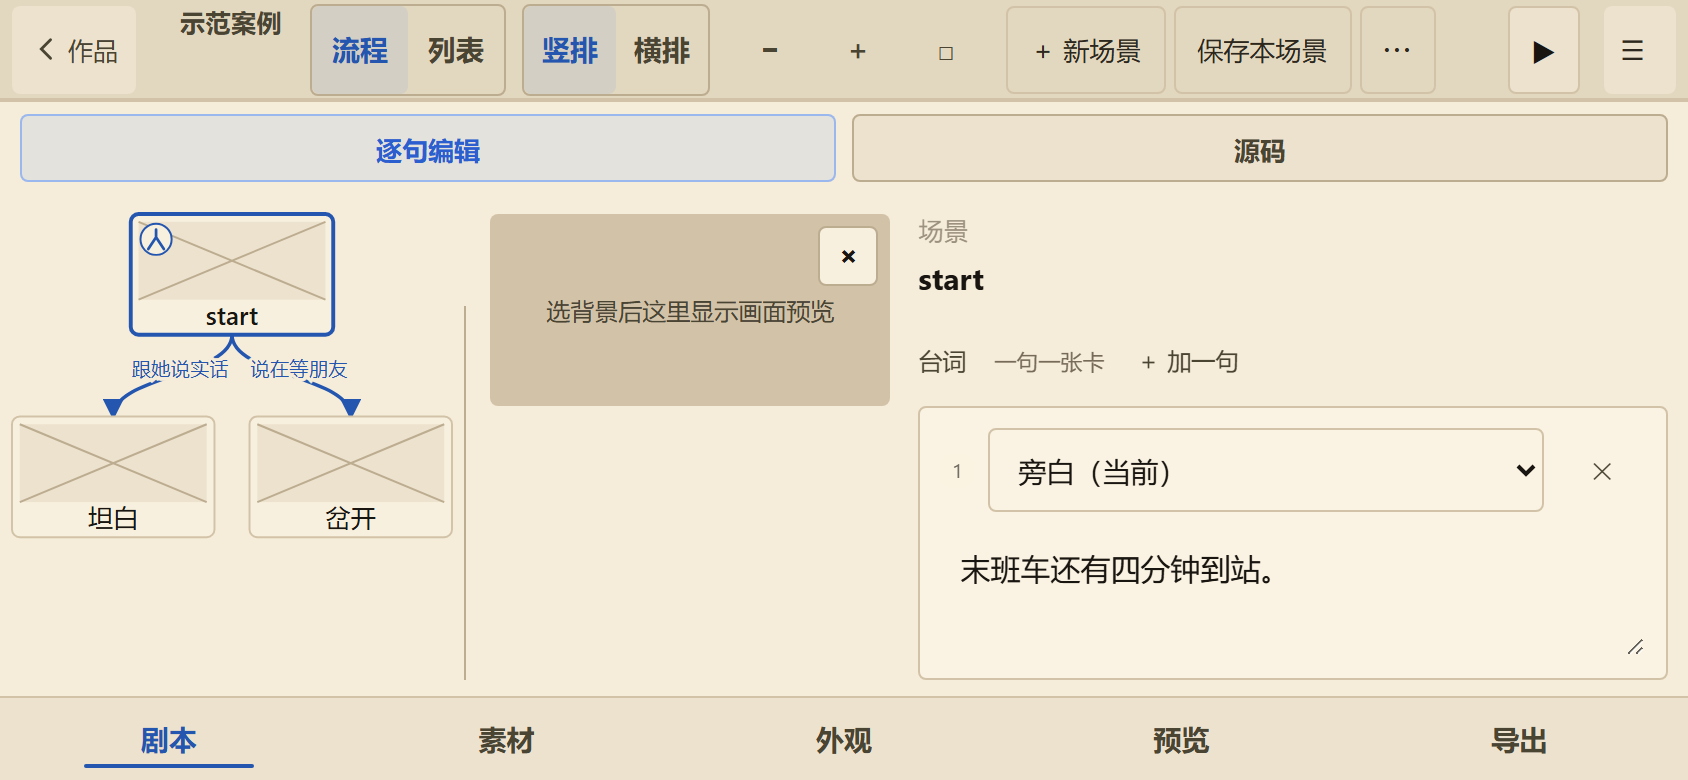 作品
示范案例
流程
列表
竖排
横排
+ 新场景
保存本场景
...
逐句编辑
源码
start
跟她说实话
说在等朋友
坦白
岔开
选背景后这里显示画面预览
场景
start
台词 一句一张卡 + 加一句
1
旁白（当前）
末班车还有四分钟到站。
剧本
素材
外观
预览
导出